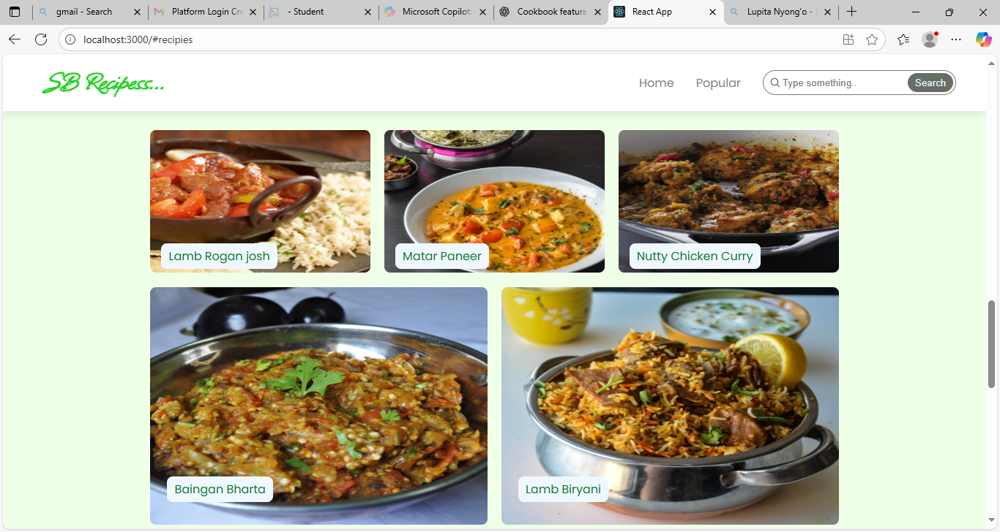 gmail - Search
Platform Login Cre
- Student
Microsoft Copilot:
Cookbook feature
React App
Lupita Nyong'o - S
localhost:3000/#recipies
SB Recipess...
Home
Popular
Type something..
Search
Lamb Rogan josh
Matar Paneer
Nutty Chicken Curry
Baingan Bharta
Lamb Biryani